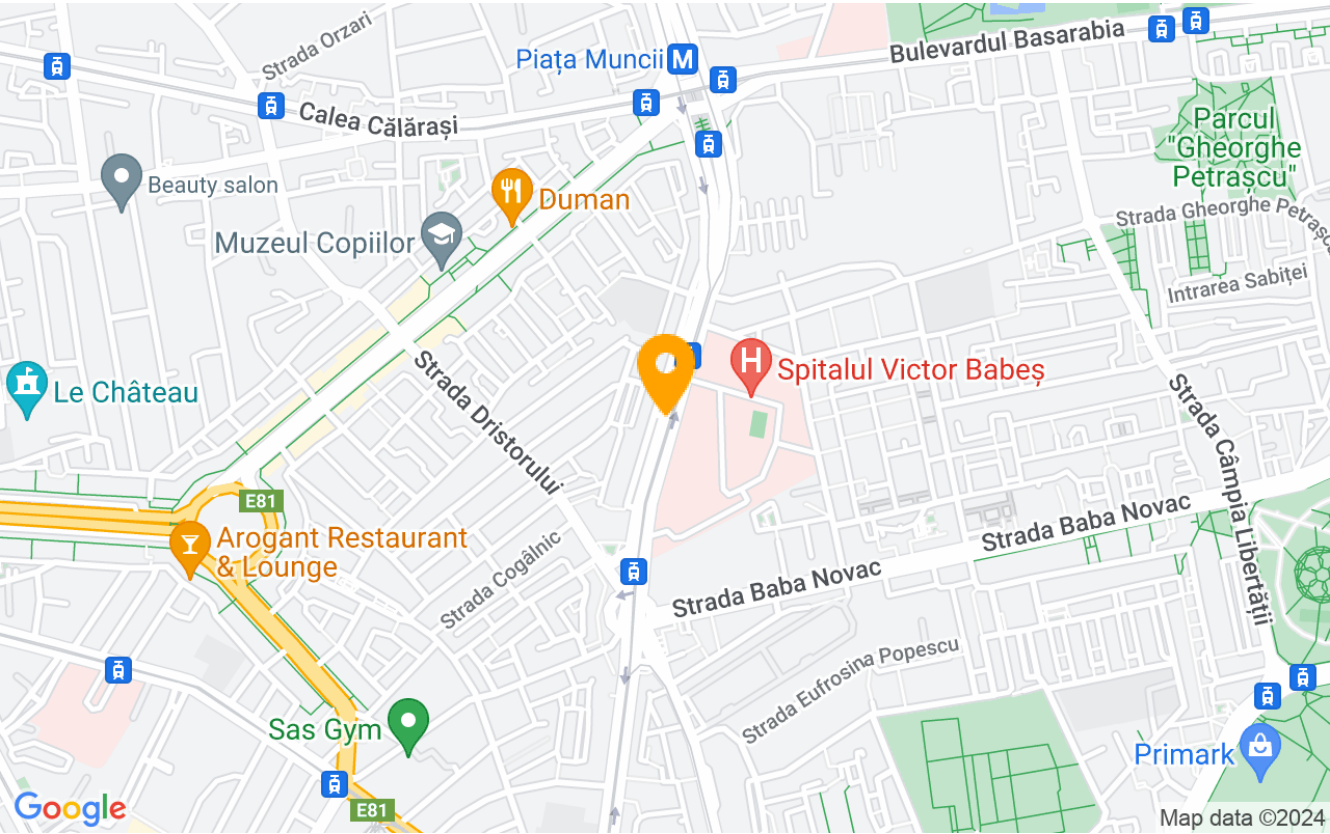 Strada Orzari
Piața Muncii
M
Bulevardul Basarabia
Calea Călărași
Parcul
"Gheorghe
Petrașcu"
Beauty salon
Duman
Muzeul Copiilor
Strada Gheorghe Petrașcu
Intrarea Sabiței
H
Spitalul Victor Babeș
Le Château
Strada Dristorului
Strada Câmpia Libertății
E81
Strada Baba Novac
Arogant Restaurant
& Lounge
Strada Cogâlnic
Strada Baba Novac
Strada Eufrosina Popescu
Sas Gym
Primark
E81
Google
Map data ©2024